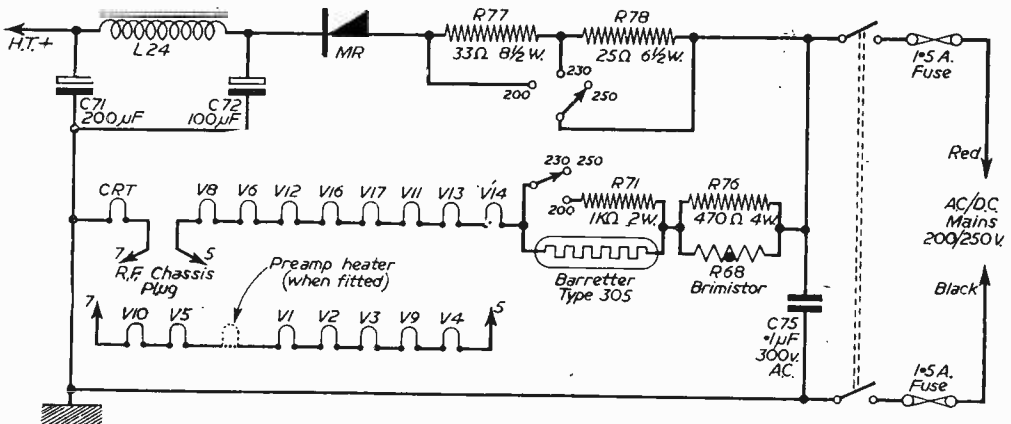 H.T.+
L24
C71
200µF
C72
100µF
MR
R77
33Ω 8½W.
R78
25Ω 6½W.
200
230
250
1·5 A.
Fuse
Red
AC/DC
Mains
200/250V.
Black
CRT
V8 V6 V12 V16 V17 V11 V13 V14
230 250
200
R71
1KΩ 2W.
R76
470Ω 4W.
R68
Brimistor
Barretter
Type 305
7
5
R.F. Chassis
Plug
Preamp heater
(when fitted)
7
V10 V5 V1 V2 V3 V9 V4
5
C75
·1µF
300v.
A.C.
1·5 A.
Fuse